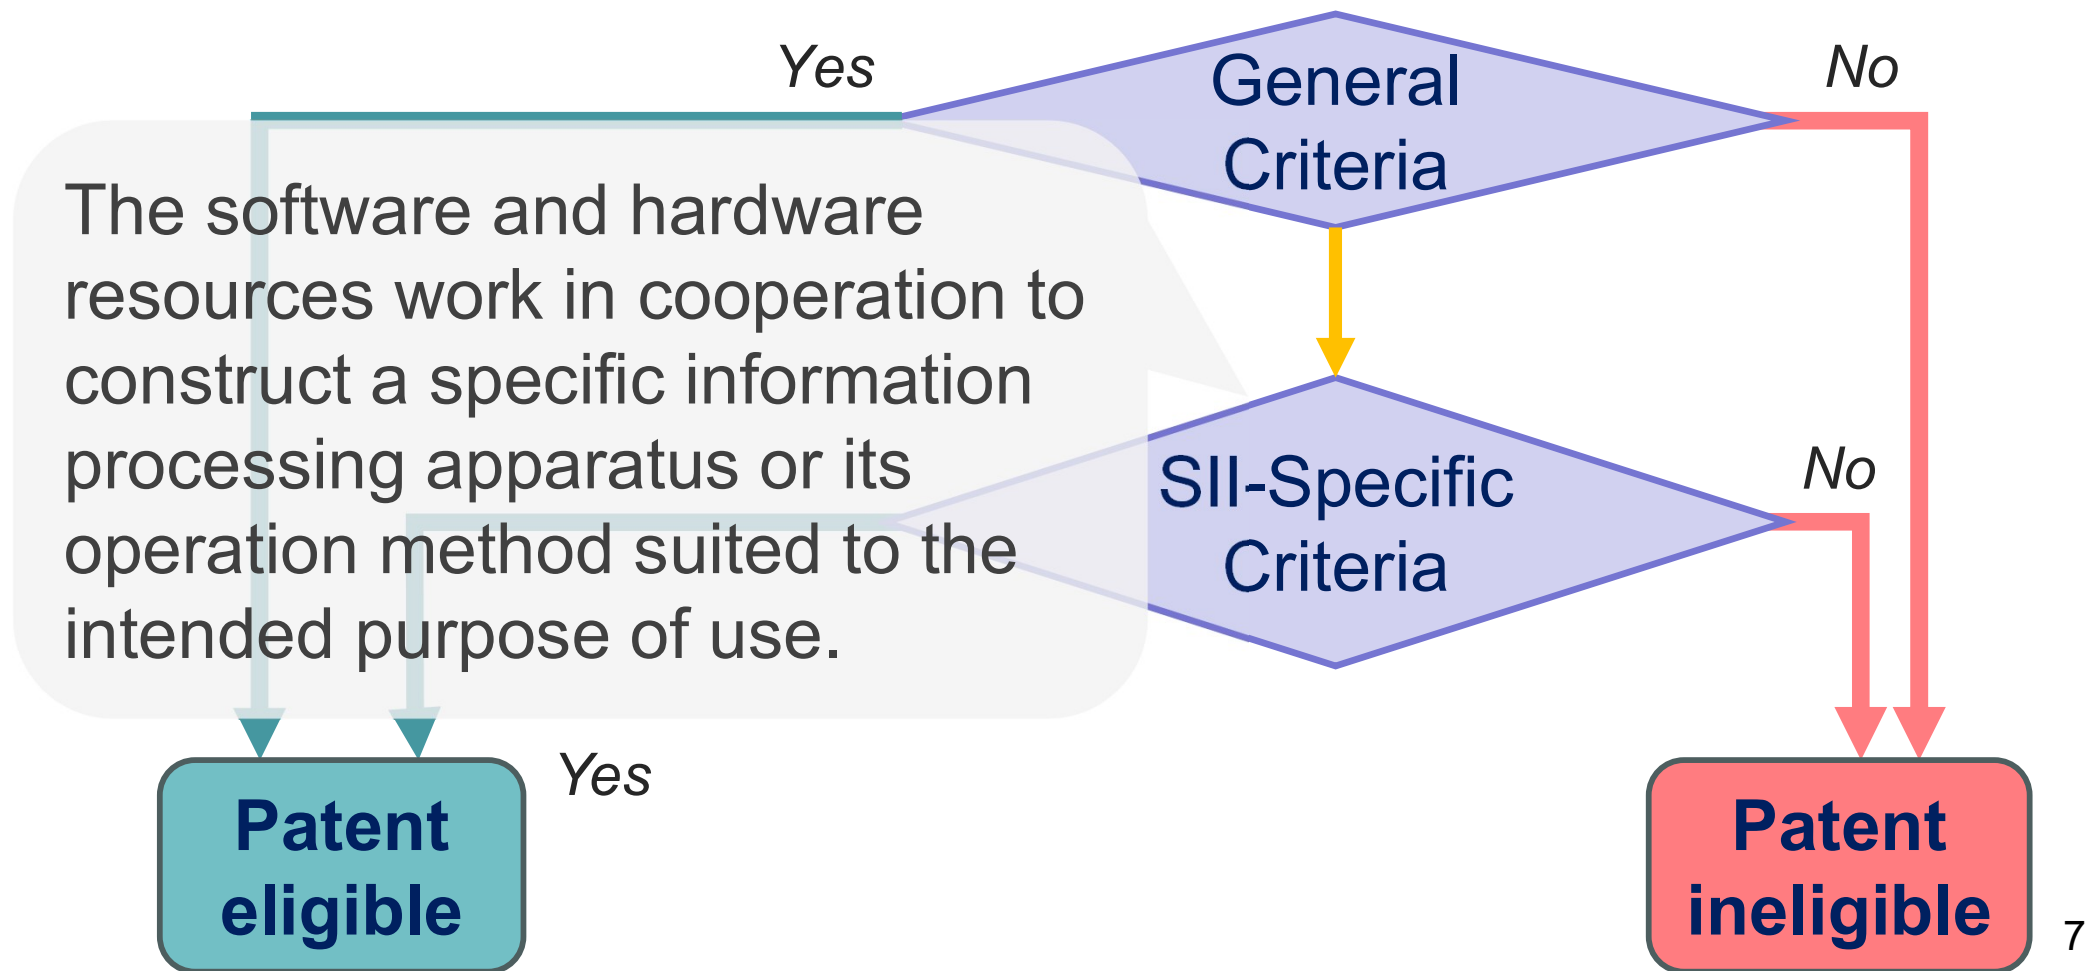 Yes
General
Criteria
No
The software and hardware
resources work in cooperation to
construct a specific information
processing apparatus or its
operation method suited to the
intended purpose of use.
SII-Specific
Criteria
No
Yes
Patent
eligible
Patent
ineligible
7